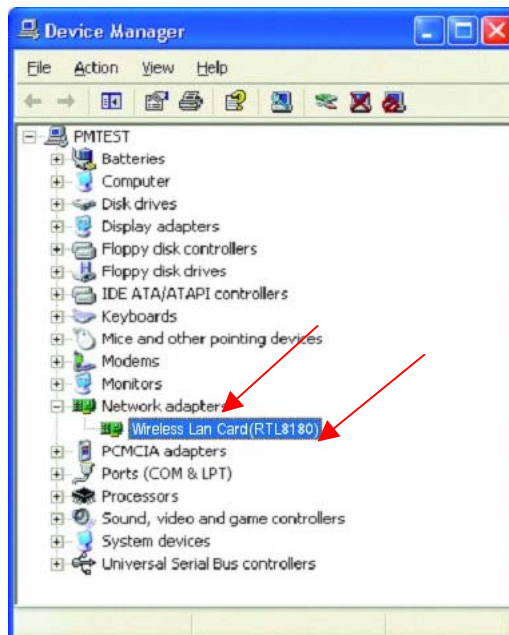 Device Manager
File Action View Help
PMTEST
Batteries
Computer
Disk drives
Display adapters
Floppy disk controllers
Floppy disk drives
IDE ATA/ATAPI controllers
Keyboards
Mice and other pointing devices
Modems
Monitors
Network adapters
Wireless Lan Card(RTL8180)
PCMCIA adapters
Ports (COM & LPT)
Processors
Sound, video and game controllers
System devices
Universal Serial Bus controllers